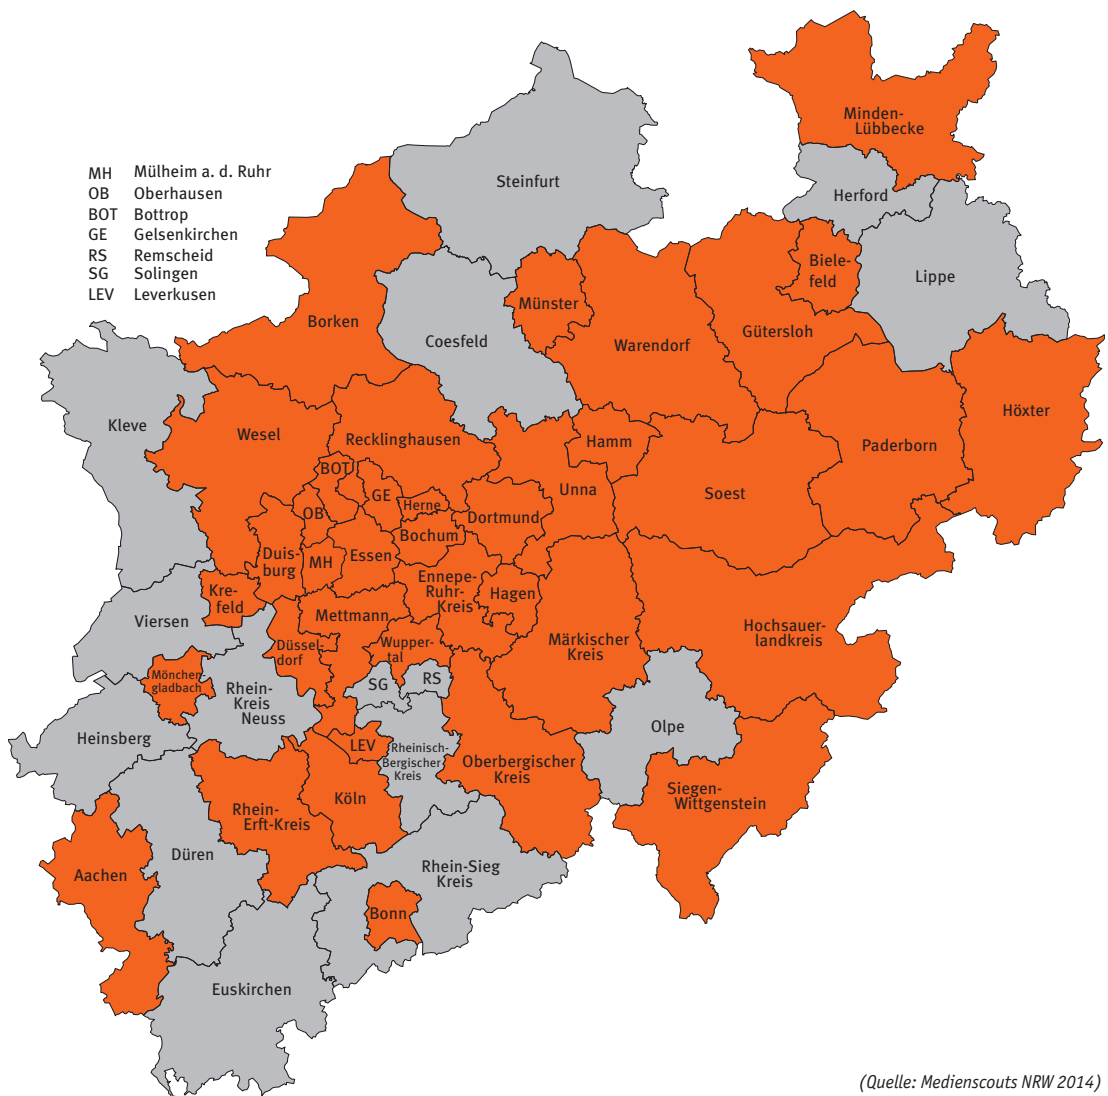 MH Mülheim a. d. Ruhr
OB Oberhausen
BOT Bottrop
GE Gelsenkirchen
RS Remscheid
SG Solingen
LEV Leverkusen
Minden-
Lübbecke
Steinfurt
Herford
Biele-
feld
Lippe
Münster
Borken
Coesfeld
Warendorf
Gütersloh
Kleve
Wesel
Recklinghausen
Hamm
Paderborn
Höxter
BOT
GE
Unna
Soest
Herne
OB
Dortmund
Bochum
Duis-
burg
MH
Essen
Ennepe-
Ruhr-
Kreis
Hagen
Kre-
feld
Viersen
Mettmann
Düssel-
dorf
Wupper-
tal
Märkischer
Kreis
Hochsauer-
landkreis
Mönchen-
gladbach
Rhein-
Kreis
Neuss
SG
RS
Heinsberg
Olpe
LEV
Rheinisch-
Bergischer
Kreis
Oberbergischer
Kreis
Siegen-
Wittgenstein
Köln
Rhein-
Erft-Kreis
Düren
Aachen
Rhein-Sieg
Kreis
Bonn
Euskirchen
(Quelle: Medienscouts NRW 2014)